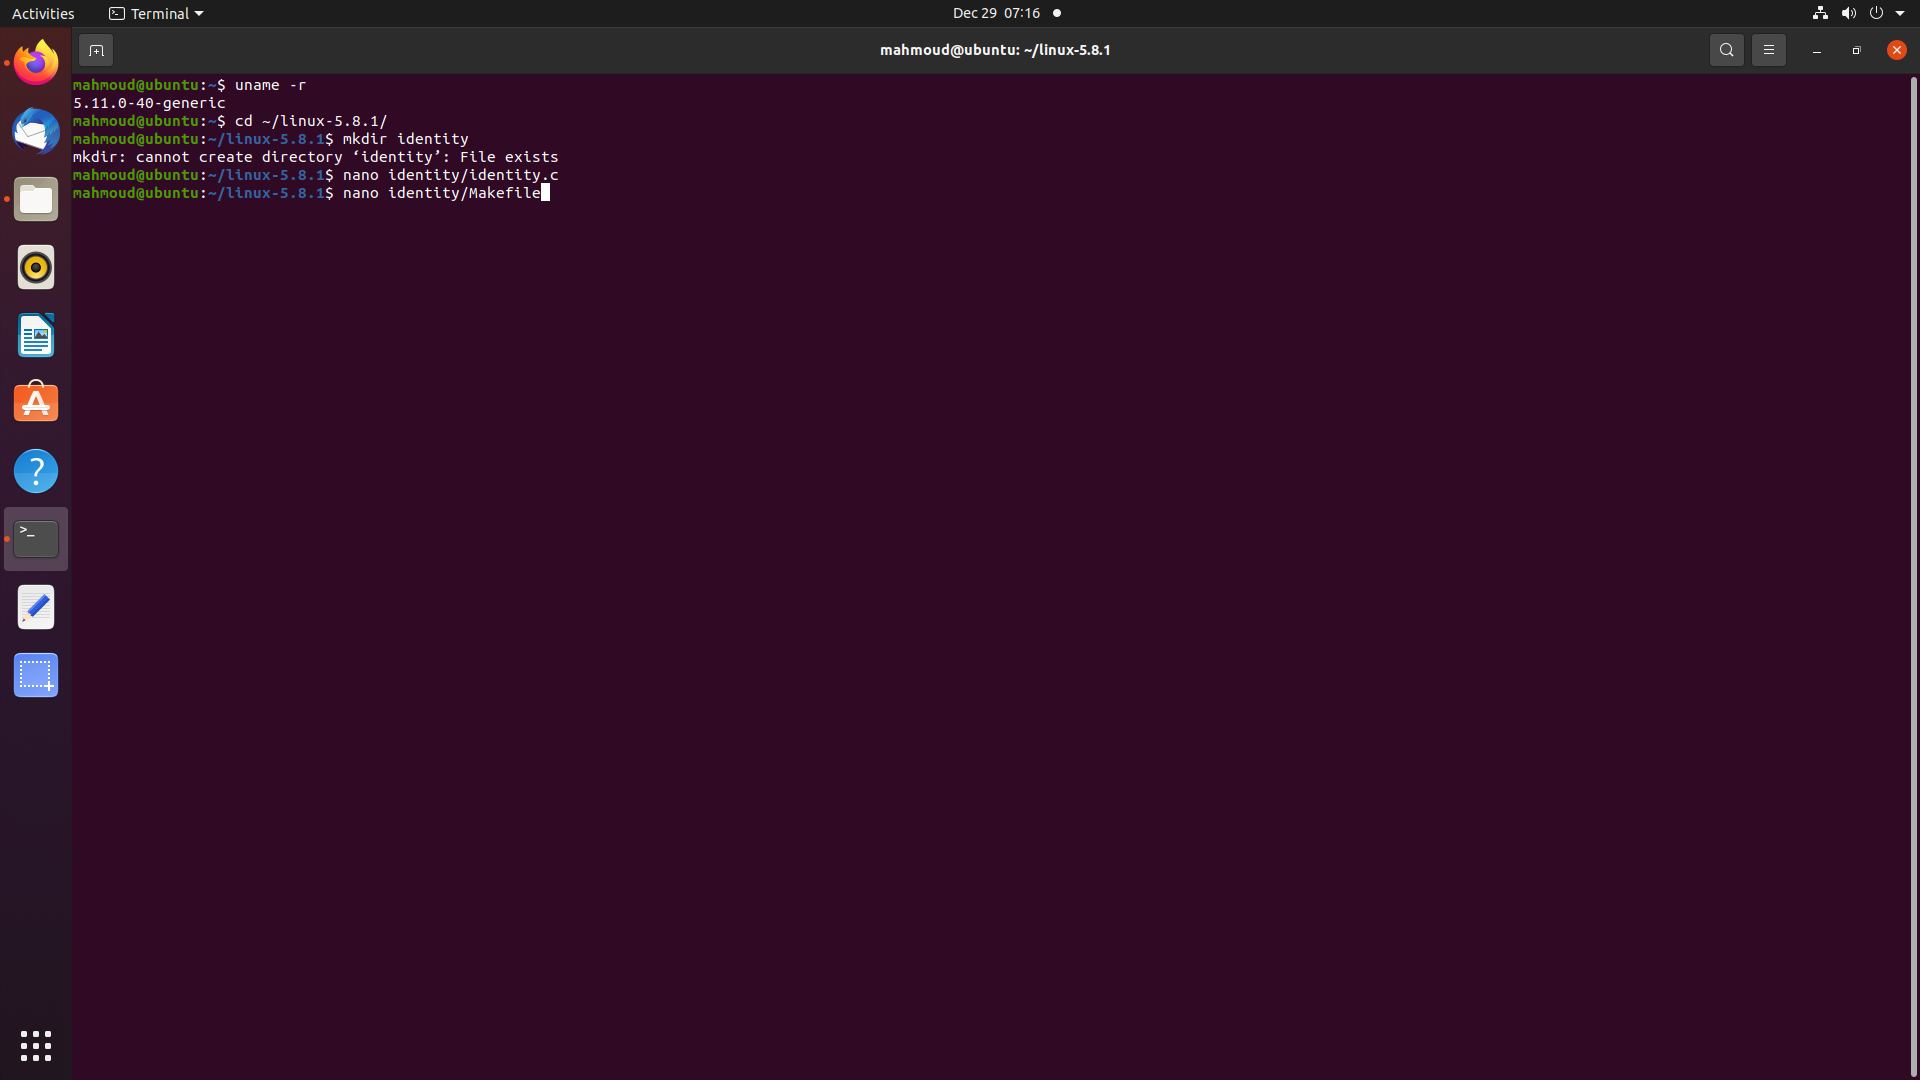 Activities
Terminal
Dec 29 07:16
mahmoud@ubuntu: ~/linux-5.8.1
mahmoud@ubuntu:~$ uname -r
5.11.0-40-generic
mahmoud@ubuntu:~$ cd ~/linux-5.8.1/
mahmoud@ubuntu:~/linux-5.8.1$ mkdir identity
mkdir: cannot create directory ‘identity’: File exists
mahmoud@ubuntu:~/linux-5.8.1$ nano identity/identity.c
mahmoud@ubuntu:~/linux-5.8.1$ nano identity/Makefile